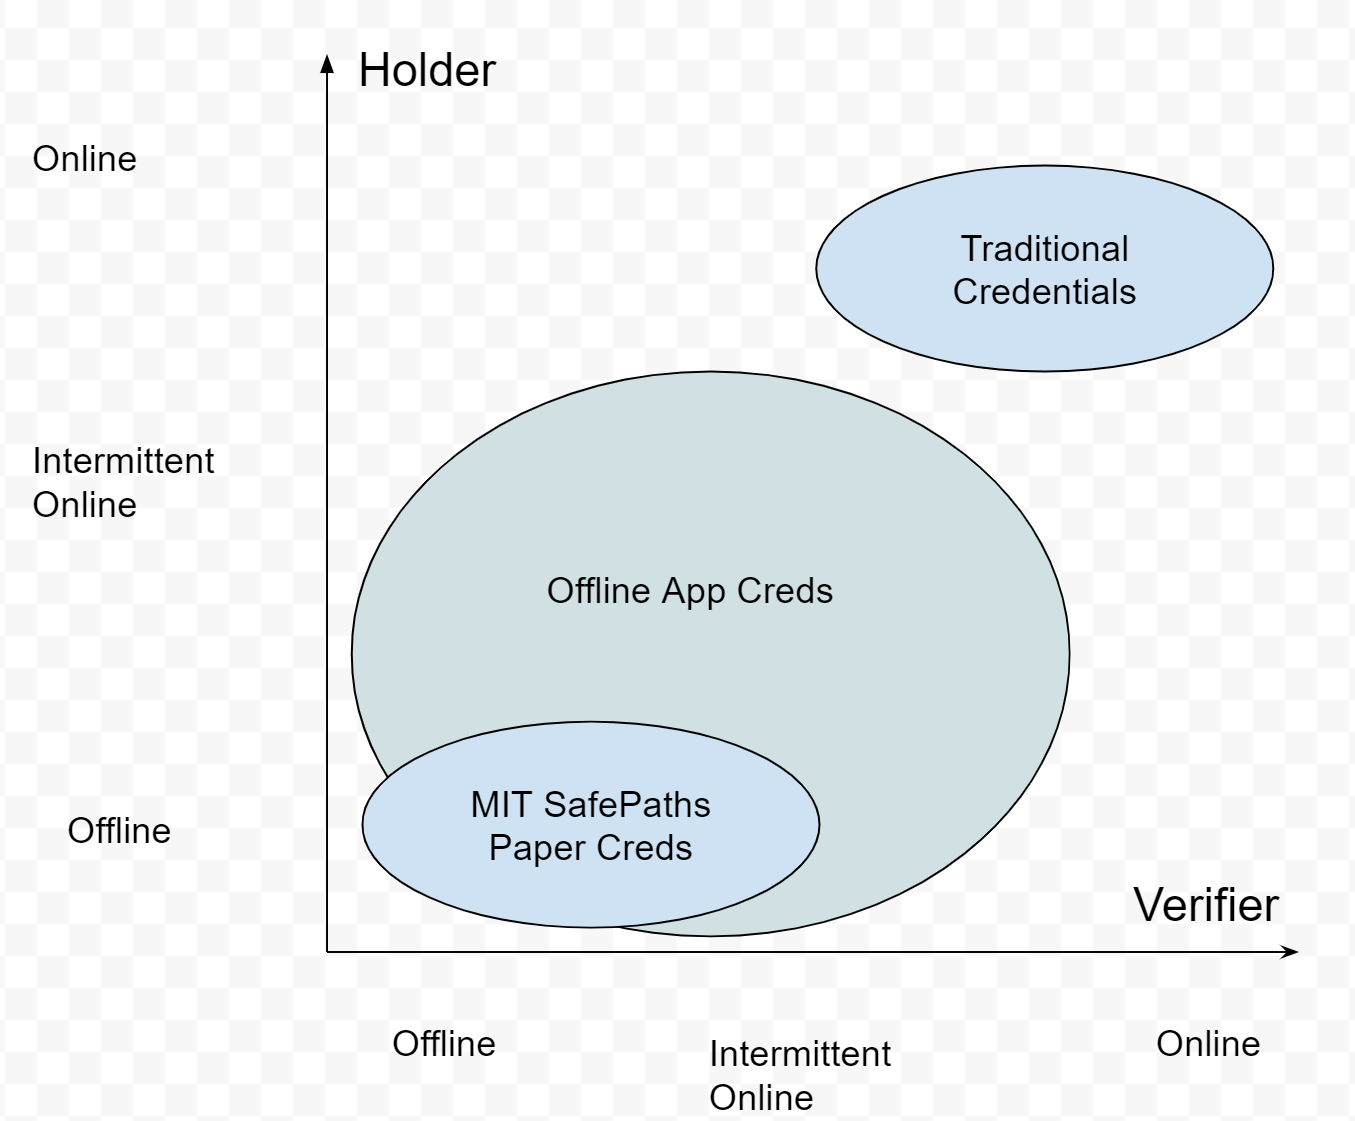 Holder
Online
Traditional
Credentials
Intermittent
Online
Offline App Creds
MIT SafePaths
Paper Creds
Offline
Verifier
Offline
Intermittent
Online
Online